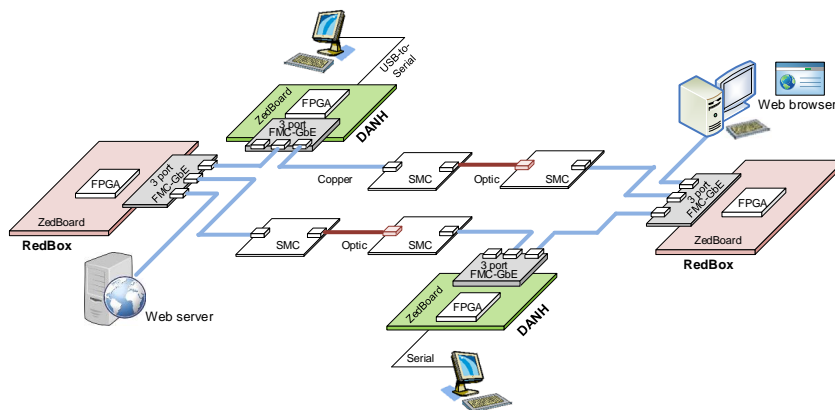 USB-to-
Serial
ZedBoard
FPGA
3 port
FMC-GbE
DANH
Web browser
3 port
FMC-GbE
FPGA
ZedBoard
RedBox
Copper
SMC
Optic
SMC
3 port
FMC-GbE
FPGA
ZedBoard
RedBox
SMC
Optic
SMC
3 port
FMC-GbE
ZedBoard
FPGA
DANH
Web server
Serial